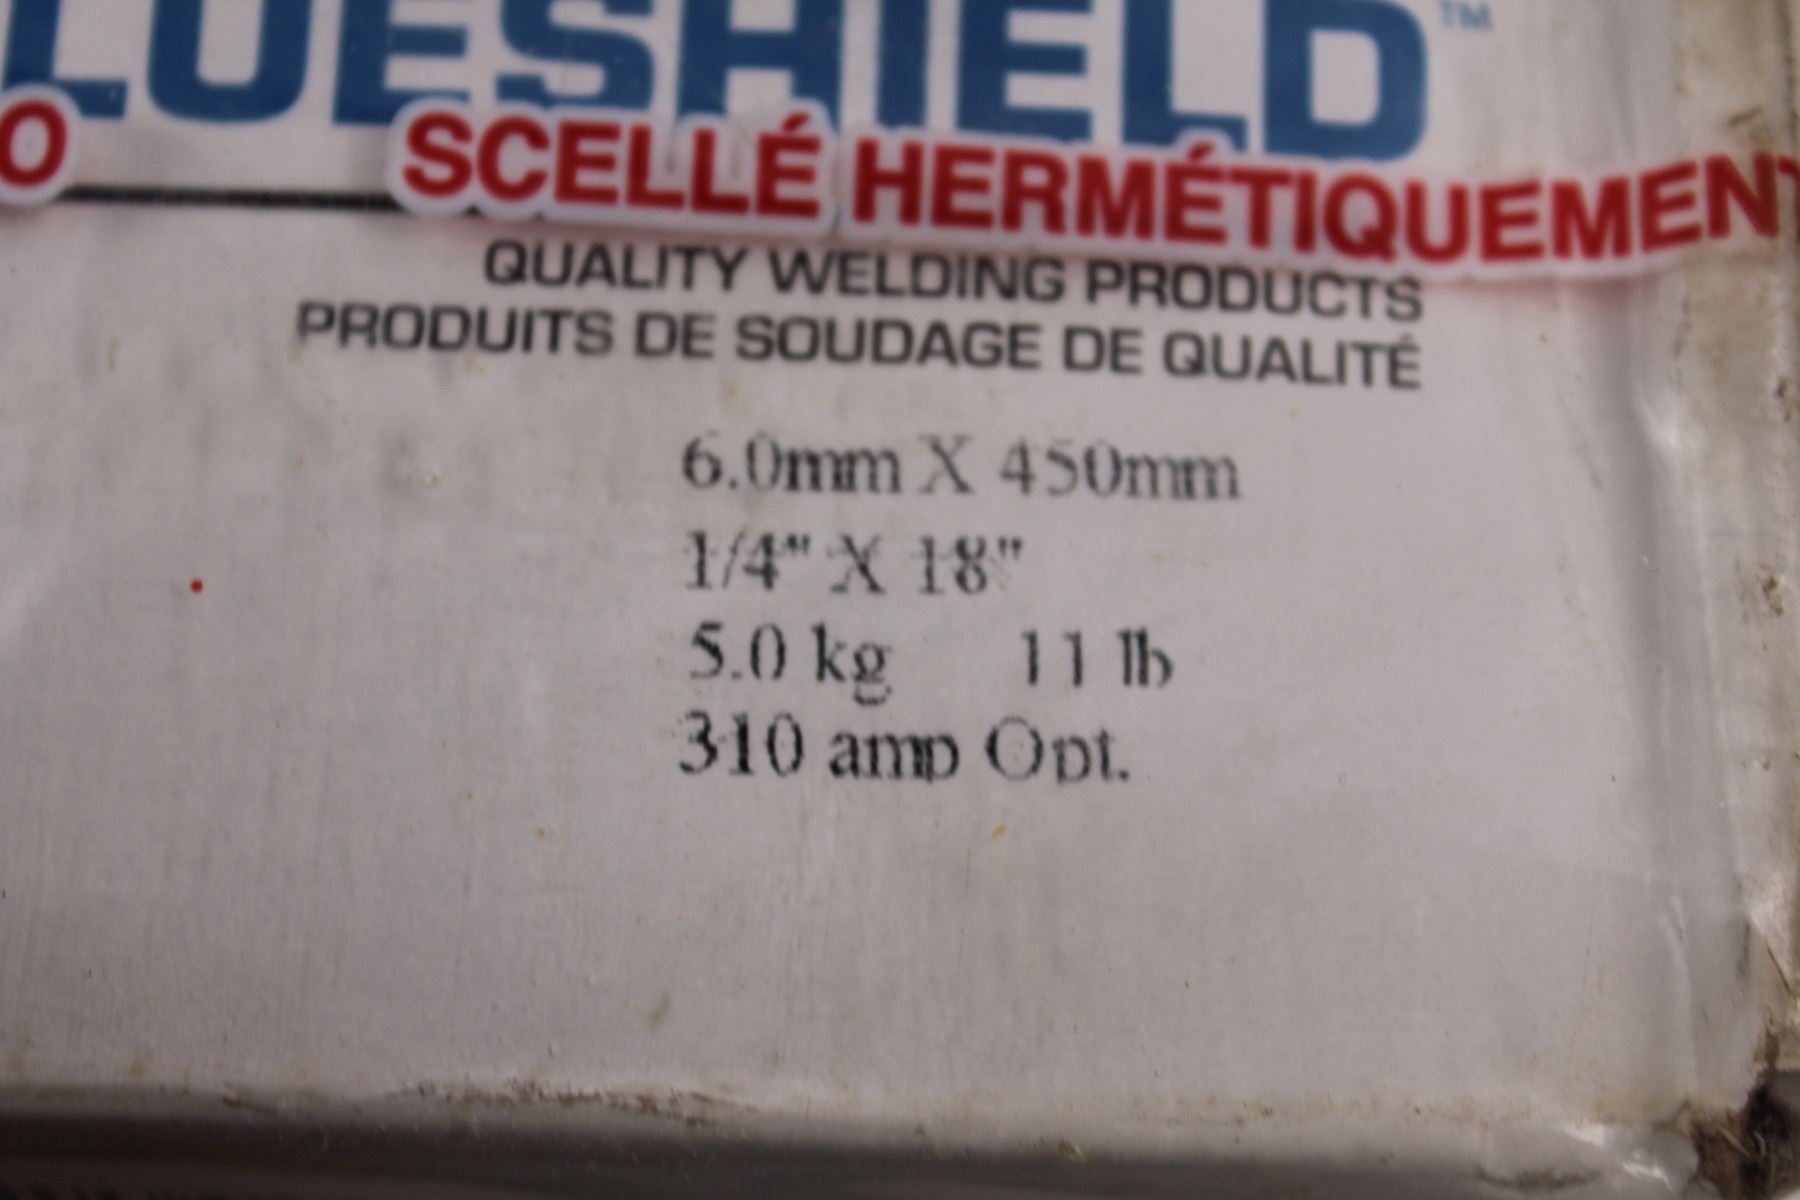 LUESHIELD™
O SCELLÉ HERMÉTIQUEMENT
QUALITY WELDING PRODUCTS
PRODUITS DE SOUDAGE DE QUALITÉ
6.0mm X 450mm
1/4" X 18"
5.0 kg 11 lb
310 amp Opt.